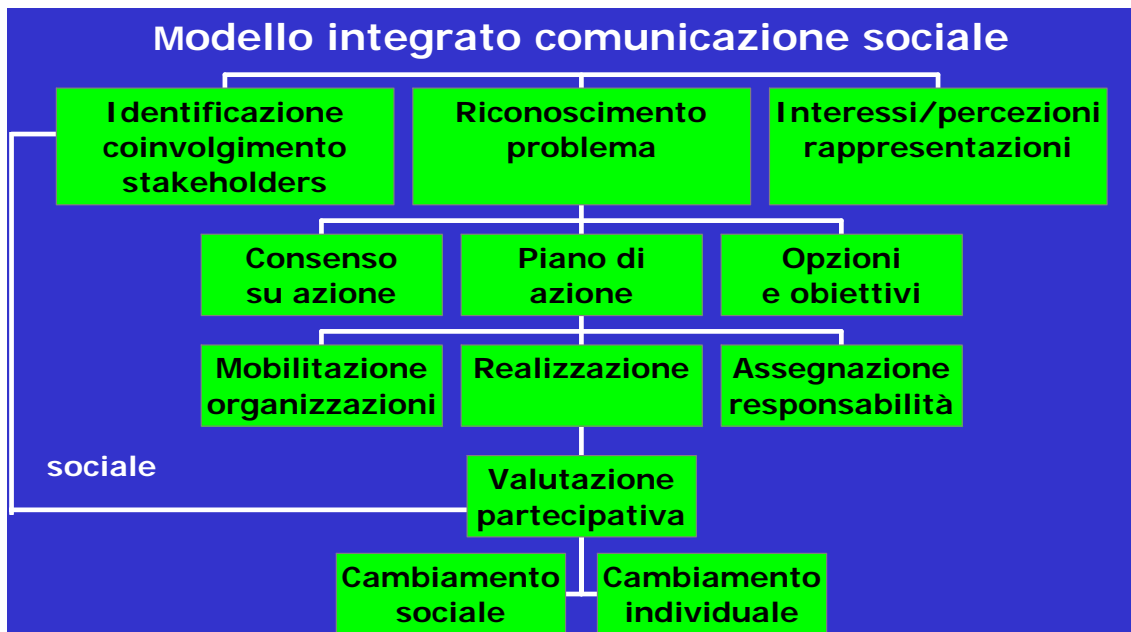 Modello integrato comunicazione sociale
Identificazione
coinvolgimento
stakeholders
Riconoscimento
problema
Interessi/percezioni
rappresentazioni
Consenso
su azione
Piano di
azione
Opzioni
e obiettivi
Mobilitazione
organizzazioni
Realizzazione
Assegnazione
responsabilità
sociale
Valutazione
partecipativa
Cambiamento
sociale
Cambiamento
individuale